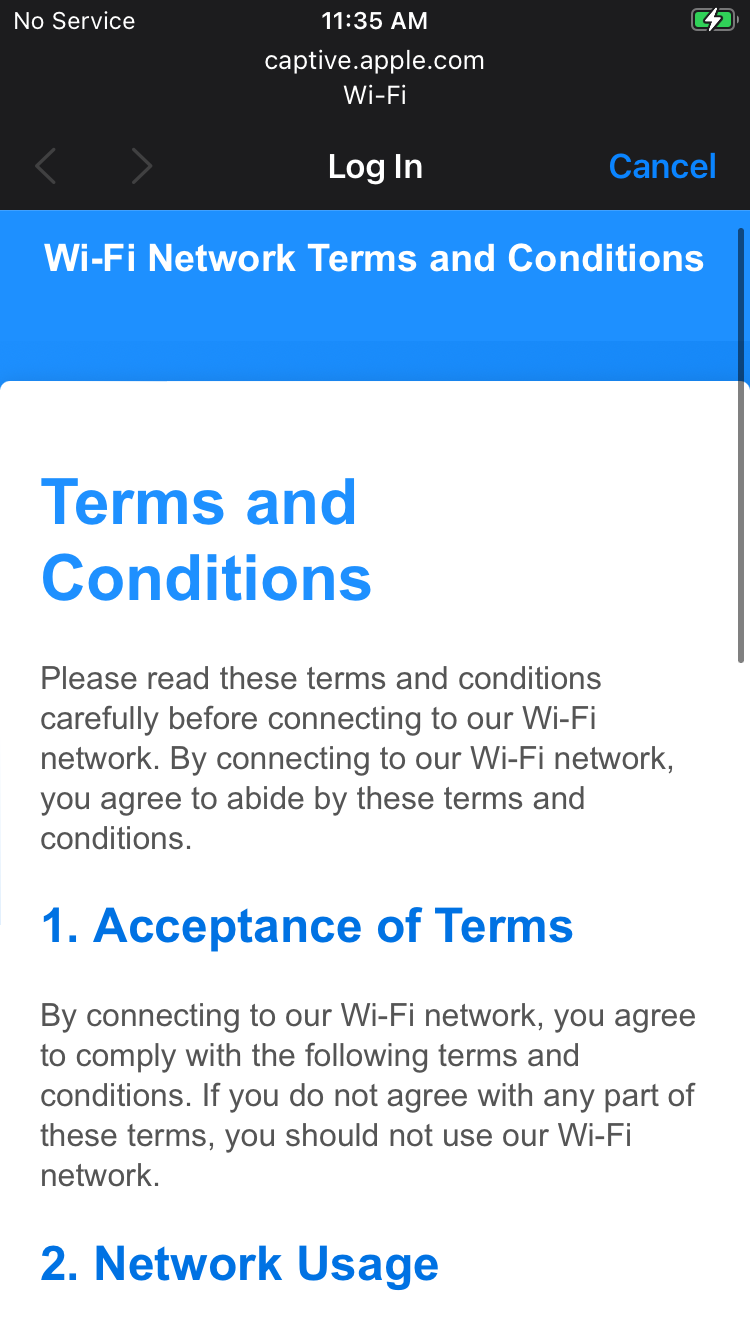 No Service
11:35 AM
captive.apple.com
Wi-Fi
Log In
Cancel
Wi-Fi Network Terms and Conditions
Terms and
Conditions
Please read these terms and conditions
carefully before connecting to our Wi-Fi
network. By connecting to our Wi-Fi network,
you agree to abide by these terms and
conditions.
1. Acceptance of Terms
By connecting to our Wi-Fi network, you agree
to comply with the following terms and
conditions. If you do not agree with any part of
these terms, you should not use our Wi-Fi
network.
2. Network Usage